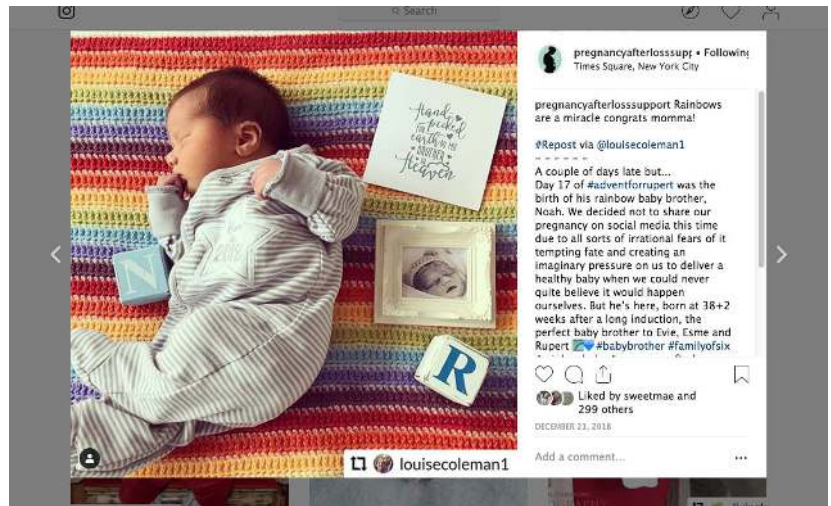 Search
pregnancyafterlosssupp • Following
Times Square, New York City
pregnancyafterlosssupport Rainbows
are a miracle congrats momma!
#Repost via @louisecoleman1
- - - - - -
A couple of days late but...
Day 17 of #adventforrupert was the
birth of his rainbow baby brother,
Noah. We decided not to share our
pregnancy on social media this time
due to all sorts of irrational fears of it
tempting fate and creating an
imaginary pressure on us to deliver a
healthy baby when we could never
quite believe it would happen
ourselves. But he's here, born at 38+2
weeks after a long induction, the
perfect baby brother to Evie, Esme and
Rupert #babybrother #familyofsix
Liked by sweetmae and
299 others
DECEMBER 21, 2018
Add a comment...
Hand
picked
for
earth by my
brother
in
Heaven
N
2018
R
louisecoleman1